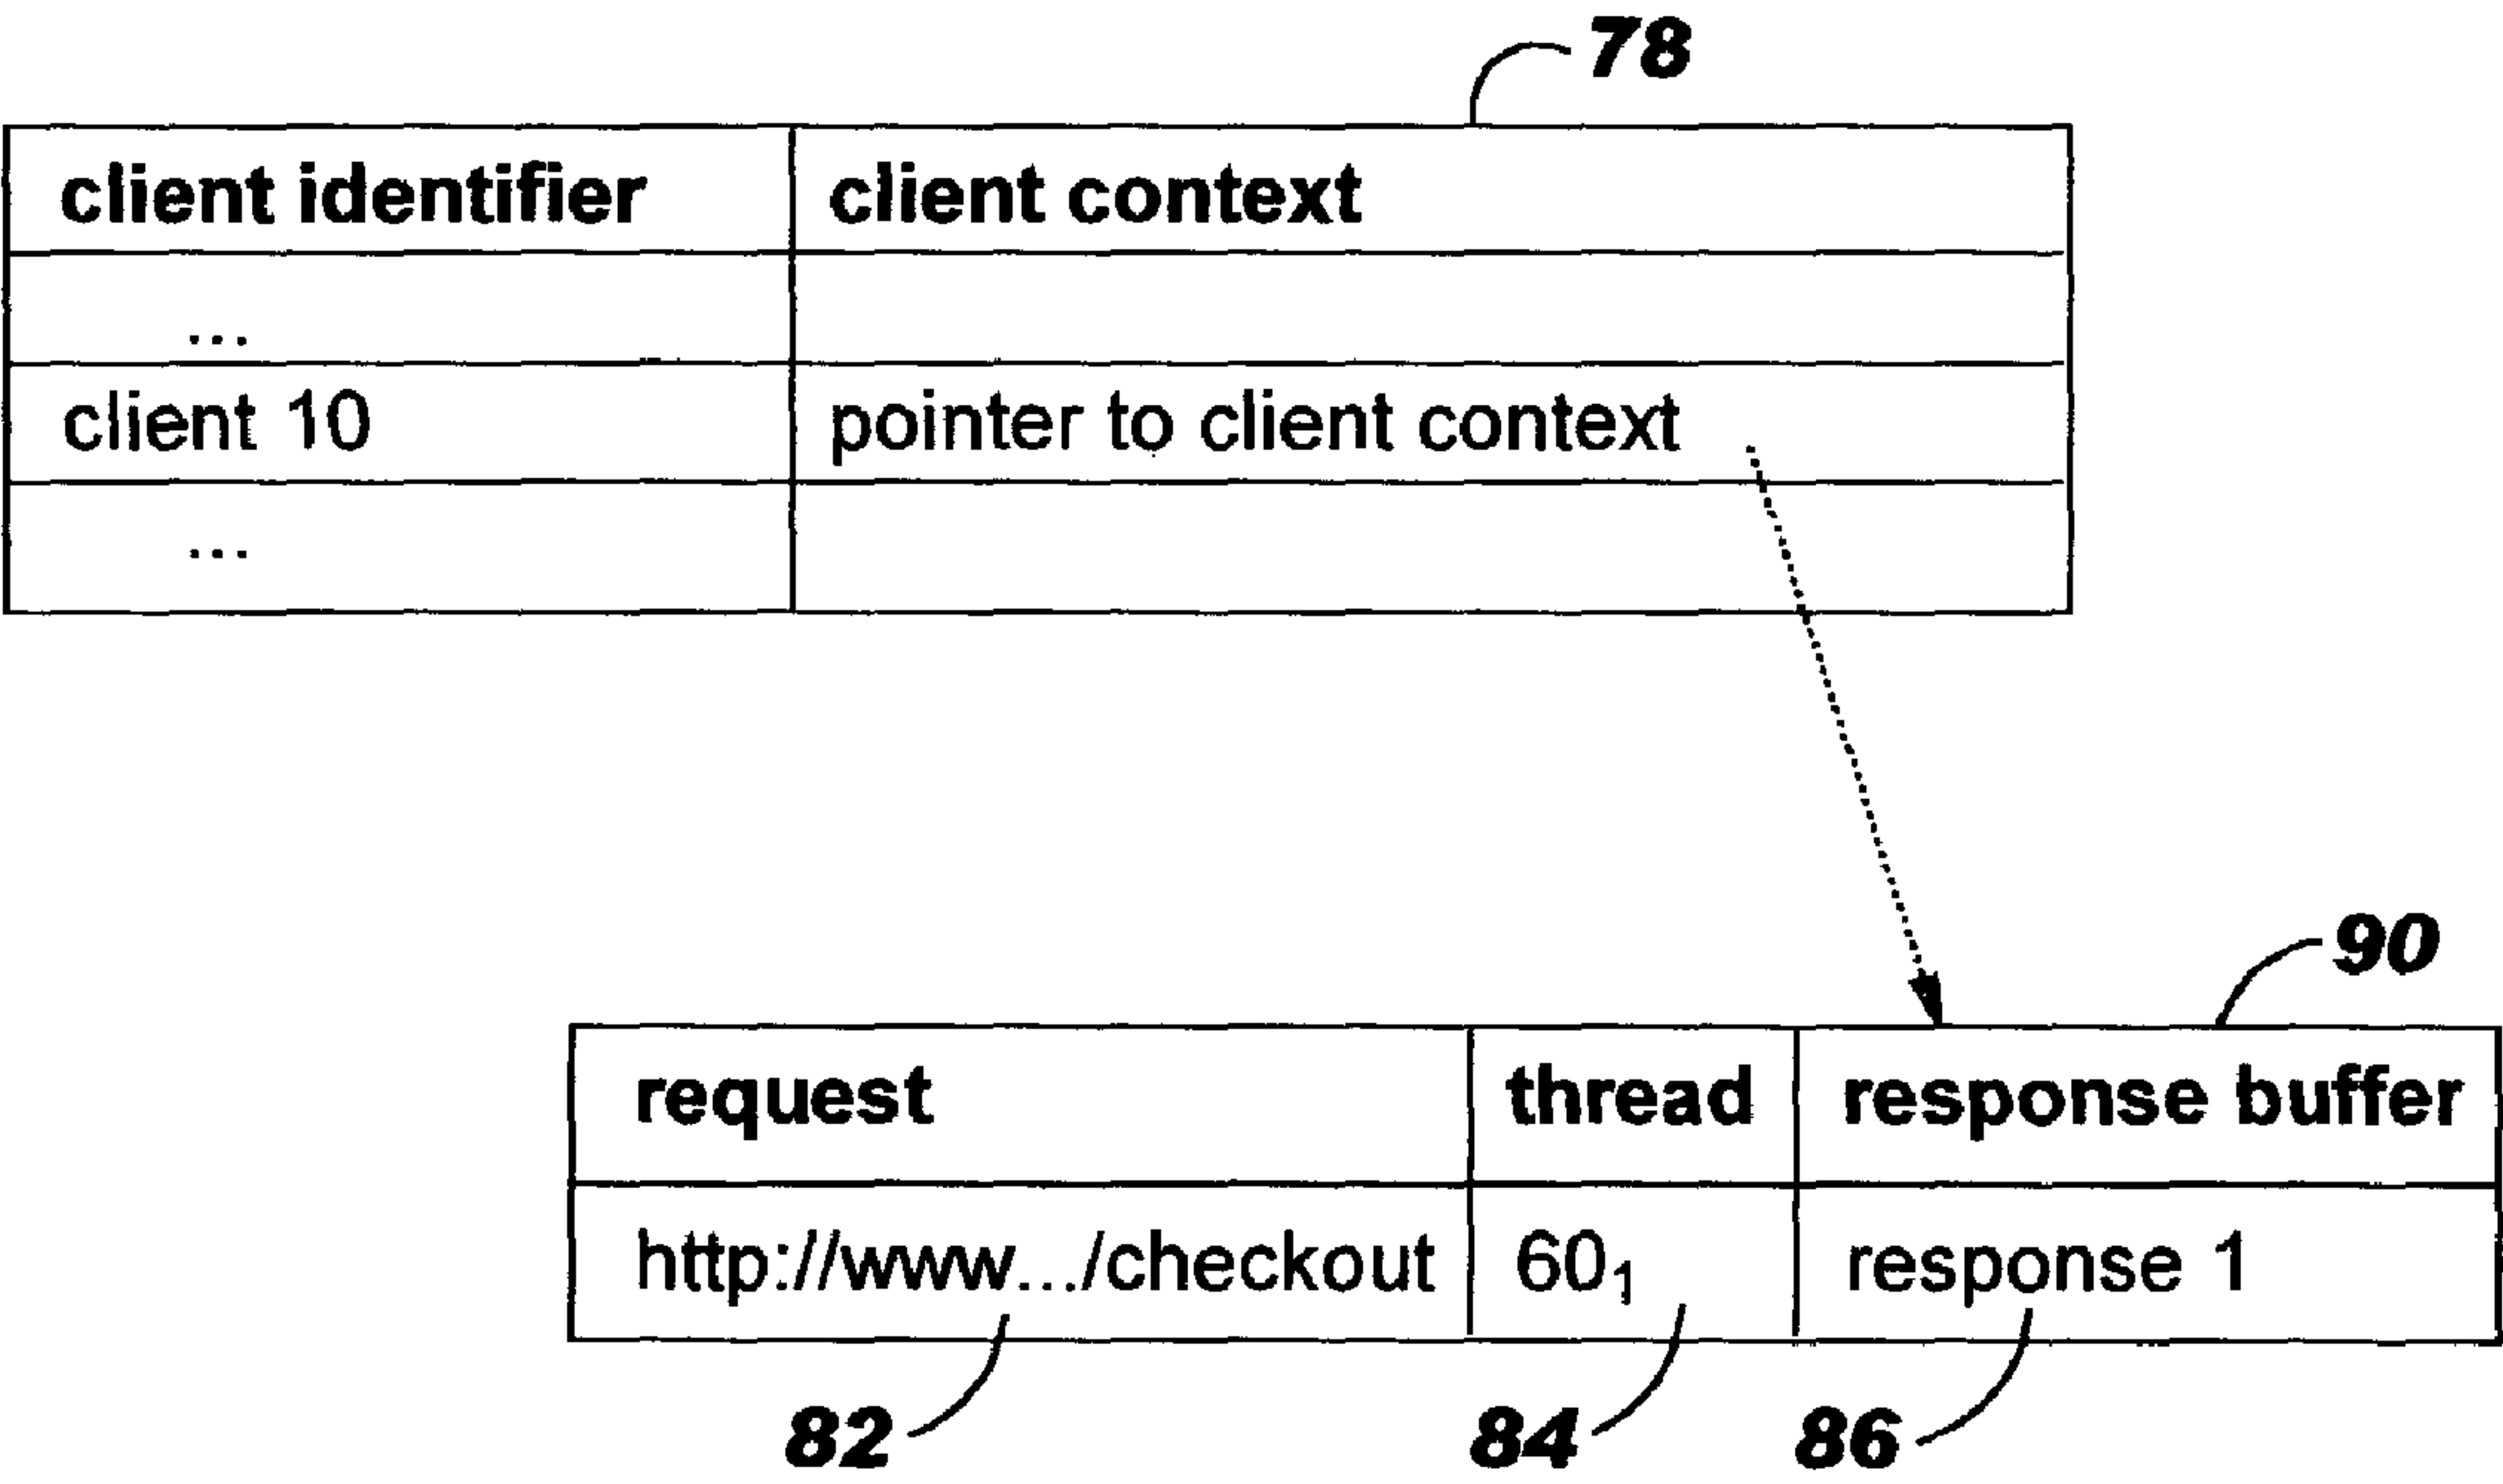 78
client identifier client context
...
client 10 pointer to client context
...
90
request thread response buffer
http://www.../checkout 60₁ response 1
82 84 86